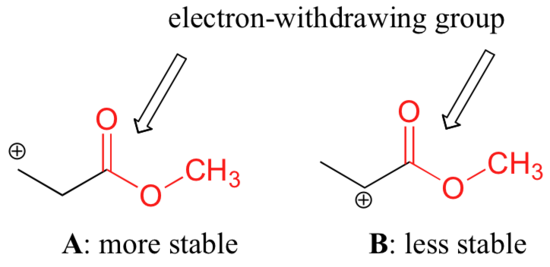 electron-withdrawing group
⊕ O O CH3
O O CH3 ⊕
A: more stable B: less stable